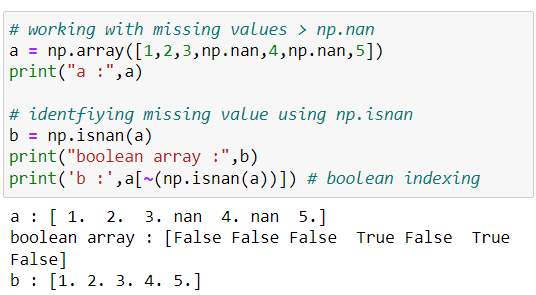 # working with missing values > np.nan
a = np.array([1,2,3,np.nan,4,np.nan,5])
print("a :",a)
# identfiying missing value using np.isnan
b = np.isnan(a)
print("boolean array :",b)
print('b :',a[~(np.isnan(a))]) # boolean indexing
a : [ 1.  2.  3. nan  4. nan  5.]
boolean array : [False False False  True False  True
False]
b : [1. 2. 3. 4. 5.]